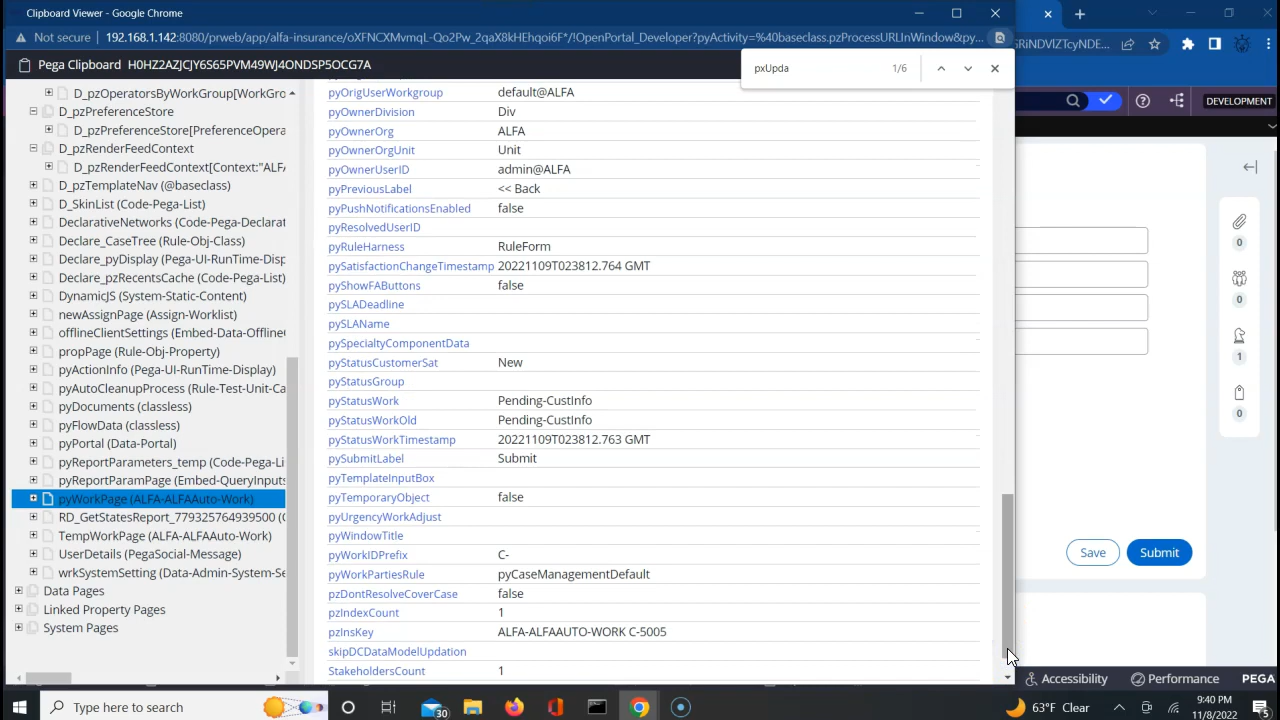 Clipboard Viewer - Google Chrome
Not secure 192.168.1.142:8080/prweb/app/alfa-insurance/oXFNCXMvmqL-Qo2Pw_2qaX8kHEhqoi6F*/!OpenPortal_Developer?pyActivity=%40baseclass.pzProcessURLInWindow&py...
GRiNDVlZTcyNDE...
Pega Clipboard H0HZ2AZJCJY6S65PVM49WJ4ONDSP5OCG7A
pxUpda 1/6
DEVELOPMENT
D_pzOperatorsByWorkGroup[WorkGro
D_pzPreferenceStore
D_pzPreferenceStore[PreferenceOpera
D_pzRenderFeedContext
D_pzRenderFeedContext[Context:"ALF
D_pzTemplateNav (@baseclass)
D_SkinList (Code-Pega-List)
DeclarativeNetworks (Code-Pega-Declarat
Declare_CaseTree (Rule-Obj-Class)
Declare_pyDisplay (Pega-UI-RunTime-Disp
Declare_pzRecentsCache (Code-Pega-List)
DynamicJS (System-Static-Content)
newAssignPage (Assign-Worklist)
offlineClientSettings (Embed-Data-Offline
propPage (Rule-Obj-Property)
pyActionInfo (Pega-UI-RunTime-Display)
pyAutoCleanupProcess (Rule-Test-Unit-Ca
pyDocuments (classless)
pyFlowData (classless)
pyPortal (Data-Portal)
pyReportParameters_temp (Code-Pega-Li
pyReportParamPage (Embed-QueryInputs
pyWorkPage (ALFA-ALFAAuto-Work)
RD_GetStatesReport_779325764939500 (
TempWorkPage (ALFA-ALFAAuto-Work)
UserDetails (PegaSocial-Message)
wrkSystemSetting (Data-Admin-System-Se
Data Pages
Linked Property Pages
System Pages
pyOrigUserWorkgroup default@ALFA
pyOwnerDivision Div
pyOwnerOrg ALFA
pyOwnerOrgUnit Unit
pyOwnerUserID admin@ALFA
pyPreviousLabel << Back
pyPushNotificationsEnabled false
pyResolvedUserID
pyRuleHarness RuleForm
pySatisfactionChangeTimestamp 20221109T023812.764 GMT
pyShowFAButtons false
pySLADeadline
pySLAName
pySpecialtyComponentData
pyStatusCustomerSat New
pyStatusGroup
pyStatusWork Pending-CustInfo
pyStatusWorkOld Pending-CustInfo
pyStatusWorkTimestamp 20221109T023812.763 GMT
pySubmitLabel Submit
pyTemplateInputBox
pyTemporaryObject false
pyUrgencyWorkAdjust
pyWindowTitle
pyWorkIDPrefix C-
pyWorkPartiesRule pyCaseManagementDefault
pzDontResolveCoverCase false
pzIndexCount 1
pzInsKey ALFA-ALFAAUTO-WORK C-5005
skipDCDataModelUpdation
StakeholdersCount 1
0
0
1
0
Save Submit
Accessibility Performance PEGA
Type here to search
30
63°F Clear
9:40 PM
11/8/2022
5